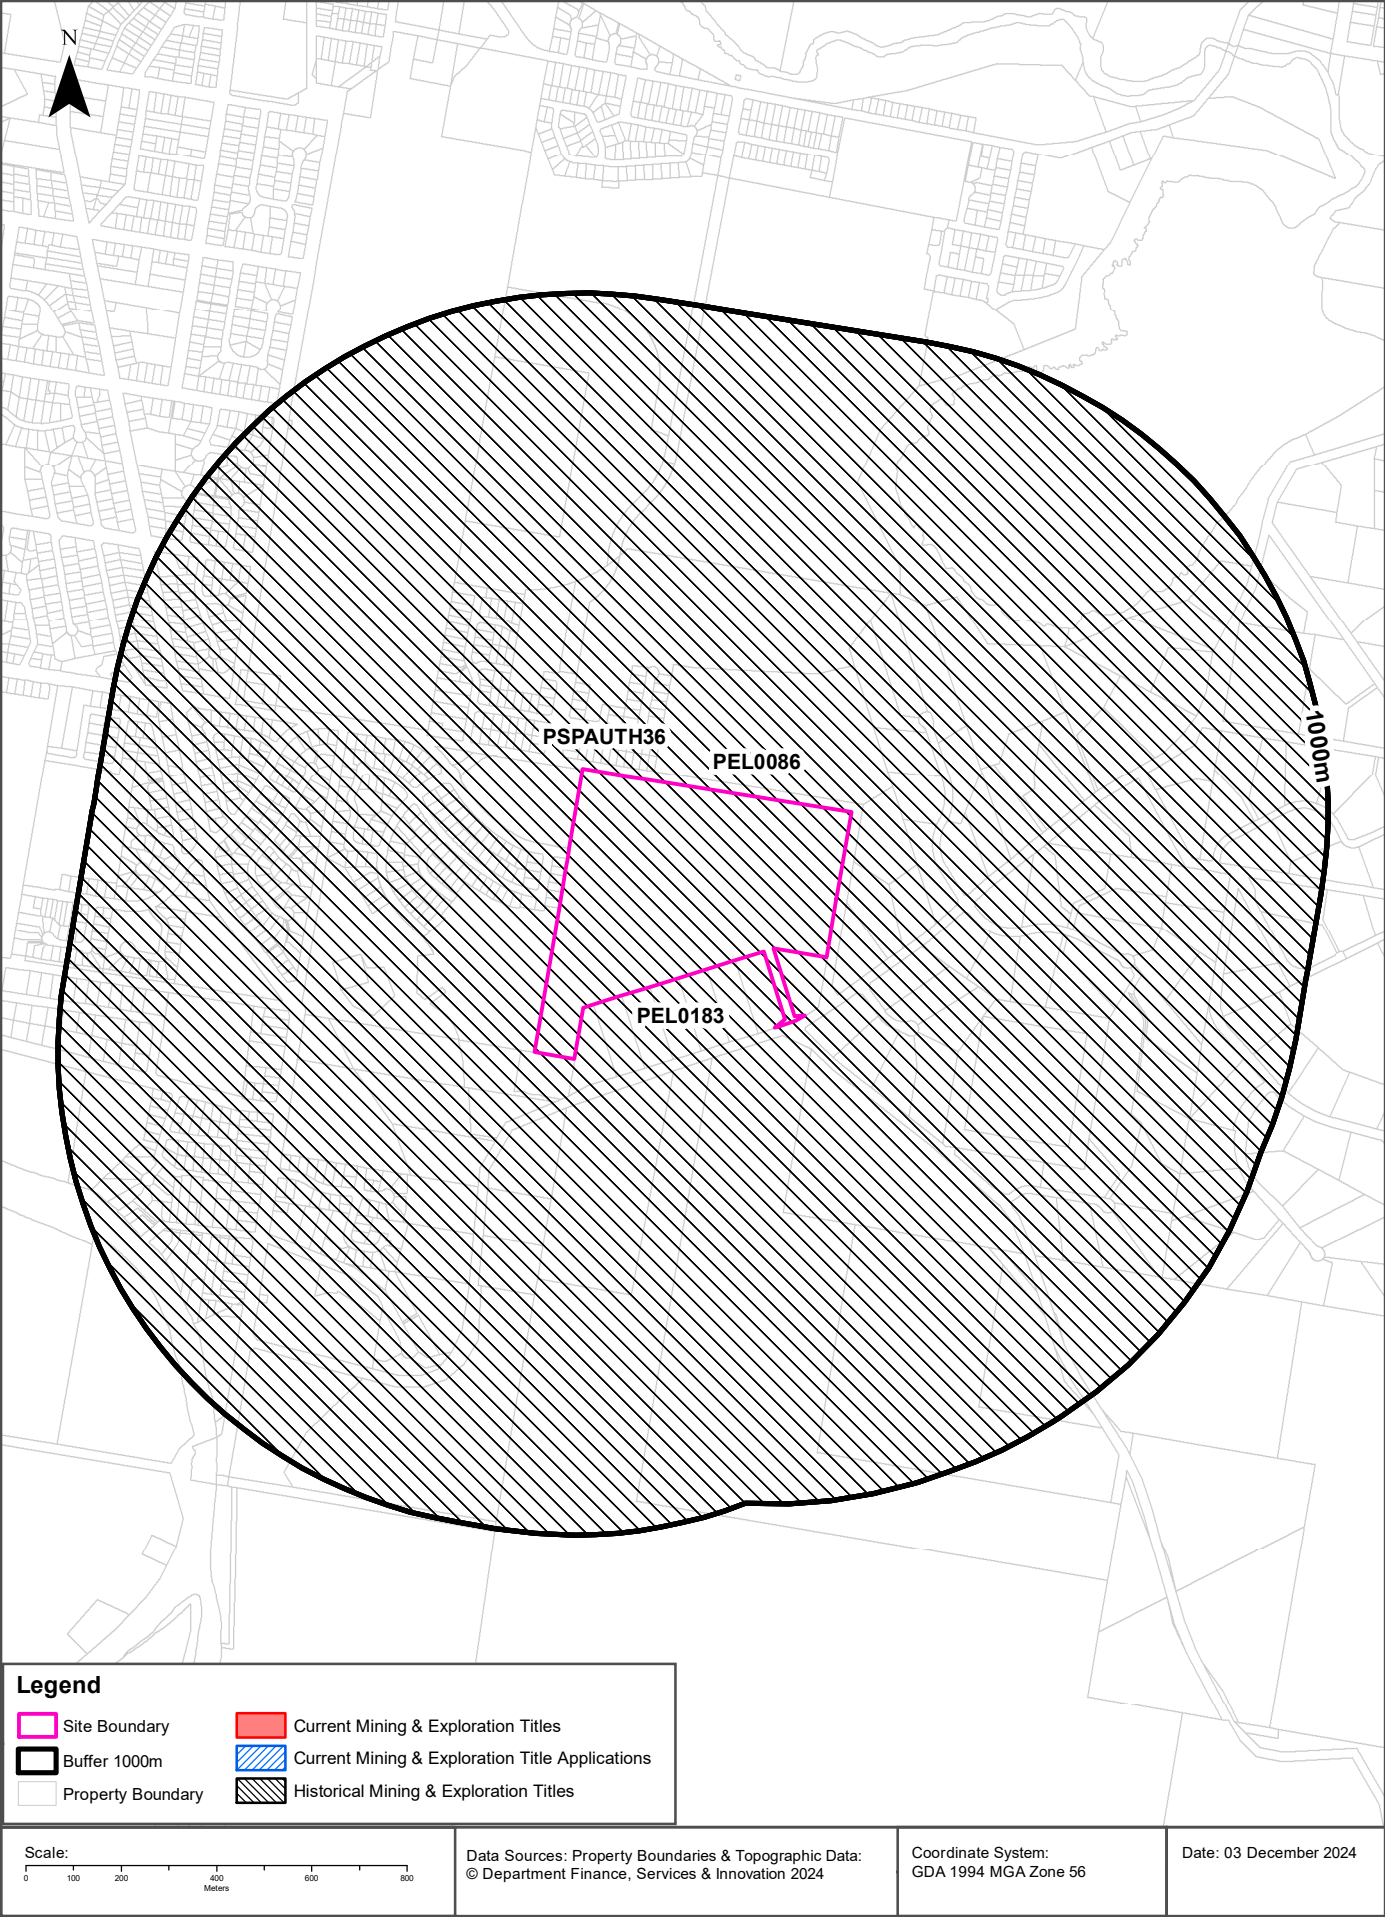 N
1000m
PSPAUTH36
PEL0086
PEL0183
Legend
Site Boundary
Buffer 1000m
Property Boundary
Current Mining & Exploration Titles
Current Mining & Exploration Title Applications
Historical Mining & Exploration Titles
Scale:
0 100 200 400 600 800
Meters
Data Sources: Property Boundaries & Topographic Data:
© Department Finance, Services & Innovation 2024
Coordinate System:
GDA 1994 MGA Zone 56
Date: 03 December 2024